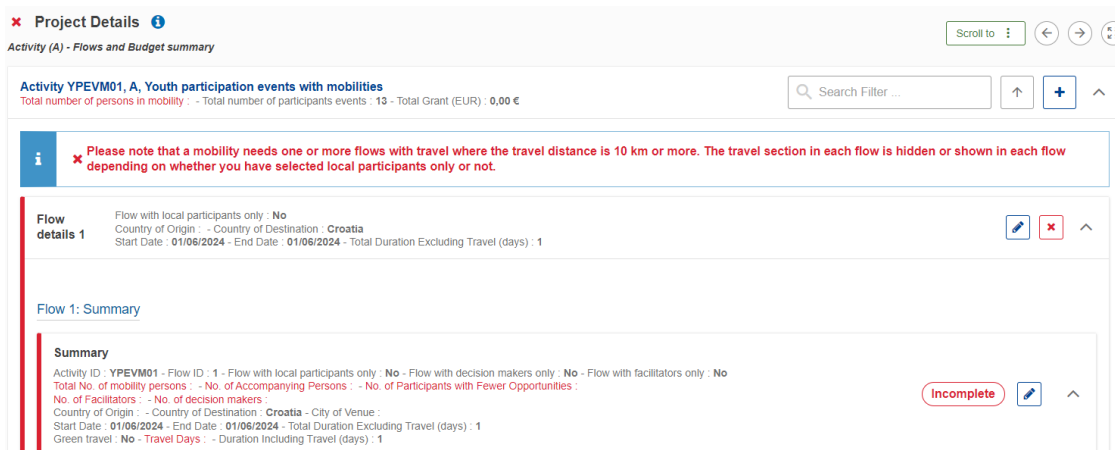 Project Details
Activity (A) - Flows and Budget summary
Scroll to
Activity YPEVM01, A, Youth participation events with mobilities
Total number of persons in mobility : - Total number of participants events : 13 - Total Grant (EUR) : 0,00 €
Search Filter ...
Please note that a mobility needs one or more flows with travel where the travel distance is 10 km or more. The travel section in each flow is hidden or shown in each flow
depending on whether you have selected local participants only or not.
Flow
details 1
Flow with local participants only : No
Country of Origin : - Country of Destination : Croatia
Start Date : 01/06/2024 - End Date : 01/06/2024 - Total Duration Excluding Travel (days) : 1
Flow 1: Summary
Summary
Activity ID : YPEVM01 - Flow ID : 1 - Flow with local participants only : No - Flow with decision makers only : No - Flow with facilitators only : No
Total No. of mobility persons : - No. of Accompanying Persons : - No. of Participants with Fewer Opportunities :
No. of Facilitators : - No. of decision makers :
Country of Origin : - Country of Destination : Croatia - City of Venue :
Start Date : 01/06/2024 - End Date : 01/06/2024 - Total Duration Excluding Travel (days) : 1
Green travel : No - Travel Days : - Duration Including Travel (days) : 1
Incomplete